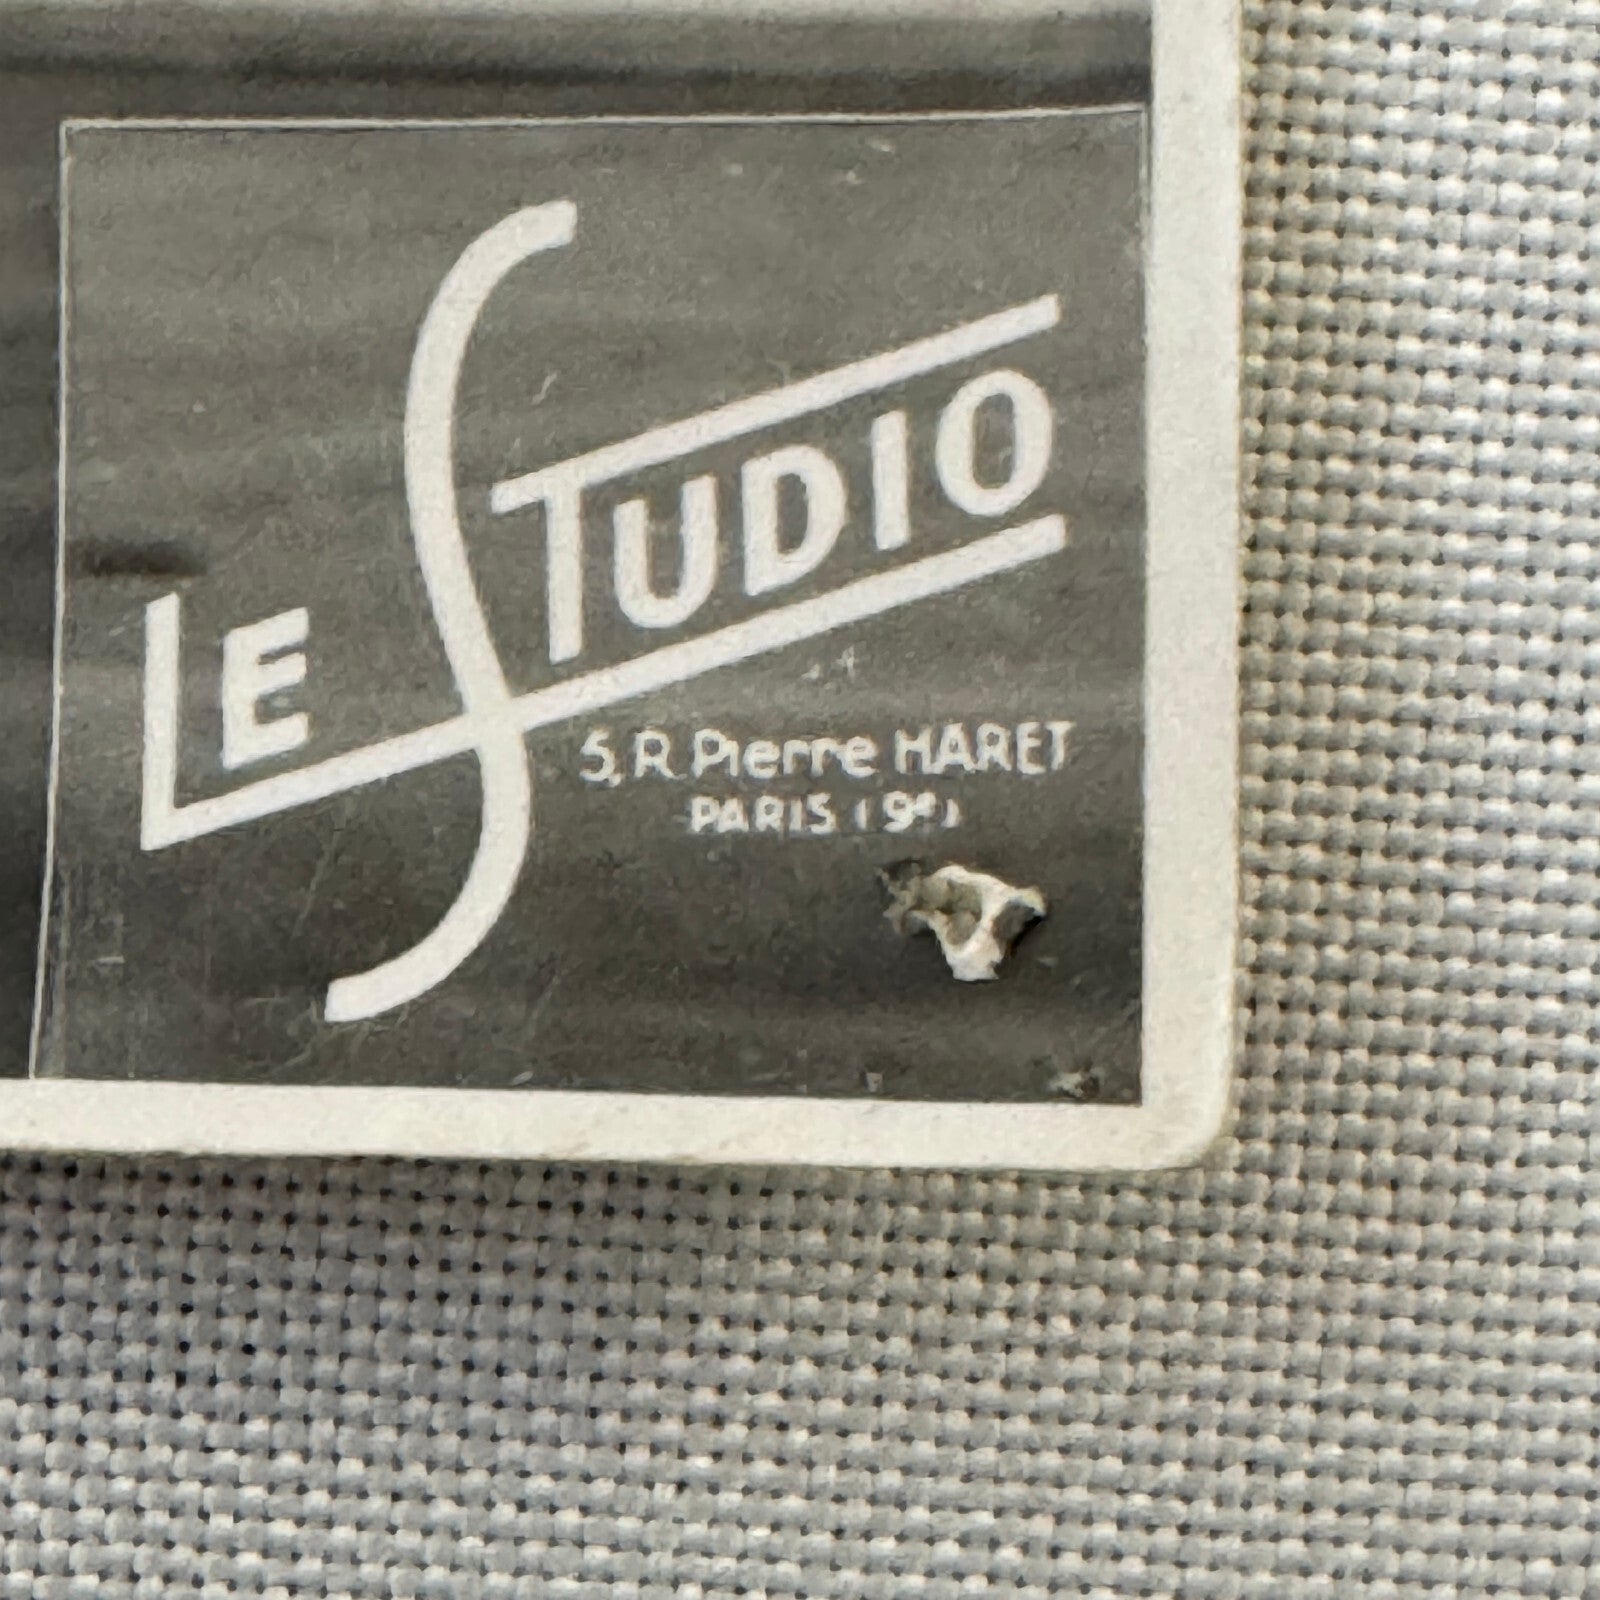 LE STUDIO
5, R. Pierre HARET
PARIS (9e)